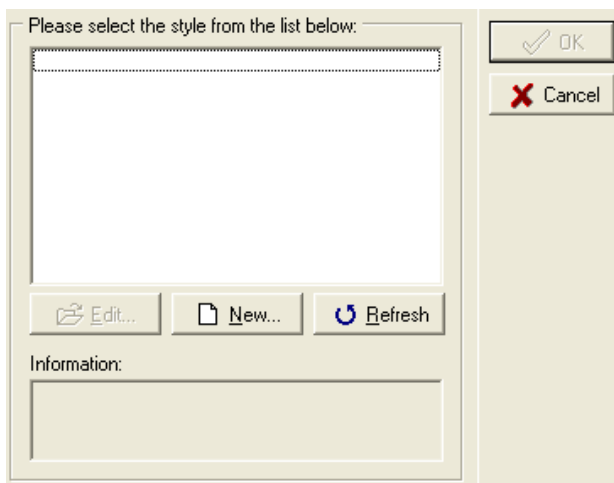 Please select the style from the list below:
OK
Cancel
Edit...
New...
Refresh
Information: